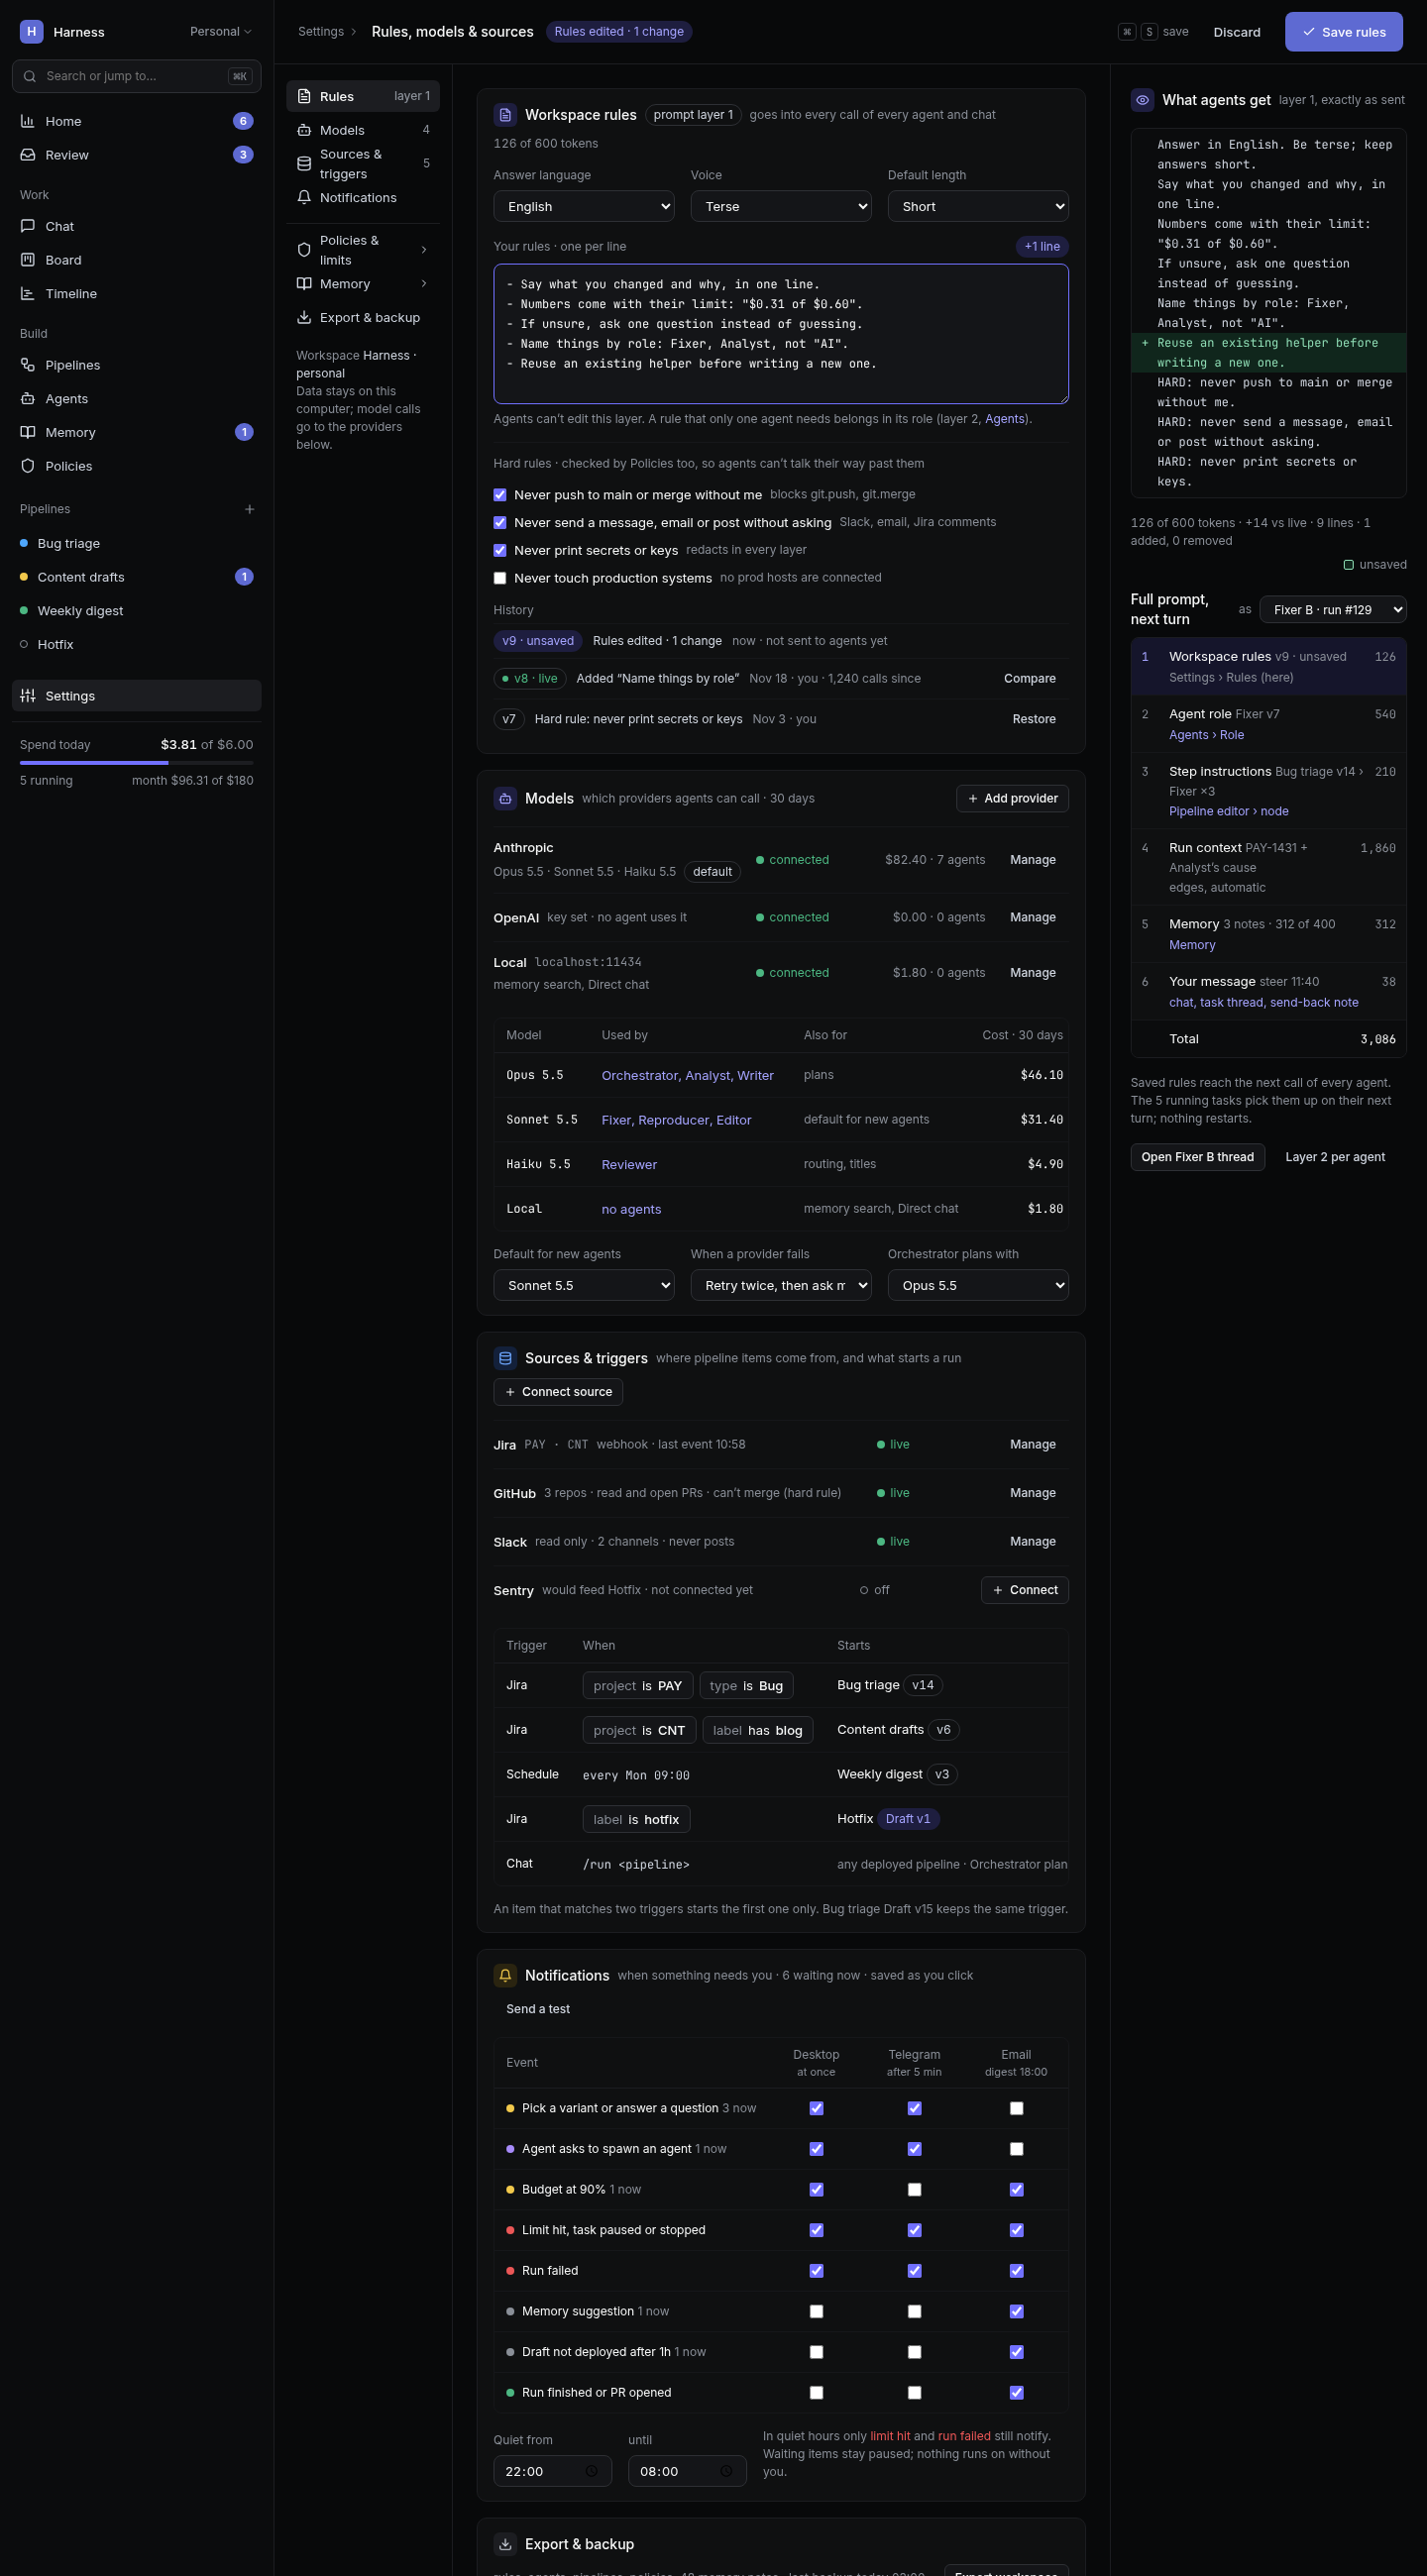 H Harness Personal
Search or jump to... ⌘K
Home 6
Review 3
Work
Chat
Board
Timeline
Build
Pipelines
Agents
Memory 1
Policies
Pipelines
Bug triage
Content drafts 1
Weekly digest
Hotfix
Settings
Spend today $3.81 of $6.00
5 running month $96.31 of $180
Settings › Rules, models & sources Rules edited · 1 change
⌘ S save Discard Save rules
Rules layer 1
Models 4
Sources &
triggers 5
Notifications
Policies &
limits
Memory
Export & backup
Workspace Harness ·
personal
Data stays on this
computer; model calls
go to the providers
below.
Workspace rules prompt layer 1 goes into every call of every agent and chat
126 of 600 tokens
Answer language Voice Default length
English Terse Short
Your rules · one per line +1 line
- Say what you changed and why, in one line.
- Numbers come with their limit: "$0.31 of $0.60".
- If unsure, ask one question instead of guessing.
- Name things by role: Fixer, Analyst, not "AI".
- Reuse an existing helper before writing a new one.
Agents can’t edit this layer. A rule that only one agent needs belongs in its role (layer 2, Agents).
Hard rules · checked by Policies too, so agents can’t talk their way past them
Never push to main or merge without me blocks git.push, git.merge
Never send a message, email or post without asking Slack, email, Jira comments
Never print secrets or keys redacts in every layer
Never touch production systems no prod hosts are connected
History
v9 · unsaved Rules edited · 1 change now · not sent to agents yet
v8 · live Added “Name things by role” Nov 18 · you · 1,240 calls since Compare
v7 Hard rule: never print secrets or keys Nov 3 · you Restore
Models which providers agents can call · 30 days Add provider
Anthropic
Opus 5.5 · Sonnet 5.5 · Haiku 5.5 default connected $82.40 · 7 agents Manage
OpenAI key set · no agent uses it connected $0.00 · 0 agents Manage
Local localhost:11434
memory search, Direct chat connected $1.80 · 0 agents Manage
Model Used by Also for Cost · 30 days
Opus 5.5 Orchestrator, Analyst, Writer plans $46.10
Sonnet 5.5 Fixer, Reproducer, Editor default for new agents $31.40
Haiku 5.5 Reviewer routing, titles $4.90
Local no agents memory search, Direct chat $1.80
Default for new agents When a provider fails Orchestrator plans with
Sonnet 5.5 Retry twice, then ask Opus 5.5
Sources & triggers where pipeline items come from, and what starts a run
Connect source
Jira PAY · CNT webhook · last event 10:58 live Manage
GitHub 3 repos · read and open PRs · can’t merge (hard rule) live Manage
Slack read only · 2 channels · never posts live Manage
Sentry would feed Hotfix · not connected yet off Connect
Trigger When Starts
Jira project is PAY type is Bug Bug triage v14
Jira project is CNT label has blog Content drafts v6
Schedule every Mon 09:00 Weekly digest v3
Jira label is hotfix Hotfix Draft v1
Chat /run <pipeline> any deployed pipeline · Orchestrator plan
An item that matches two triggers starts the first one only. Bug triage Draft v15 keeps the same trigger.
Notifications when something needs you · 6 waiting now · saved as you click
Send a test
Event Desktop Telegram Email
at once after 5 min digest 18:00
Pick a variant or answer a question 3 now
Agent asks to spawn an agent 1 now
Budget at 90% 1 now
Limit hit, task paused or stopped
Run failed
Memory suggestion 1 now
Draft not deployed after 1h 1 now
Run finished or PR opened
Quiet from until
22:00 08:00
In quiet hours only limit hit and run failed still notify.
Waiting items stay paused; nothing runs on without
you.
Export & backup
What agents get layer 1, exactly as sent
Answer in English. Be terse; keep
answers short.
Say what you changed and why, in
one line.
Numbers come with their limit:
"$0.31 of $0.60".
If unsure, ask one question
instead of guessing.
Name things by role: Fixer,
Analyst, not "AI".
+ Reuse an existing helper before
writing a new one.
HARD: never push to main or merge
without me.
HARD: never send a message, email
or post without asking.
HARD: never print secrets or
keys.
126 of 600 tokens · +14 vs live · 9 lines · 1
added, 0 removed
unsaved
Full prompt,
next turn as Fixer B · run #129
1 Workspace rules v9 · unsaved 126
Settings › Rules (here)
2 Agent role Fixer v7 540
Agents › Role
3 Step instructions Bug triage v14 › 210
Fixer ×3
Pipeline editor › node
4 Run context PAY-1431 + 1,860
Analyst’s cause
edges, automatic
5 Memory 3 notes · 312 of 400 312
Memory
6 Your message steer 11:40 38
chat, task thread, send-back note
Total 3,086
Saved rules reach the next call of every agent.
The 5 running tasks pick them up on their next
turn; nothing restarts.
Open Fixer B thread Layer 2 per agent